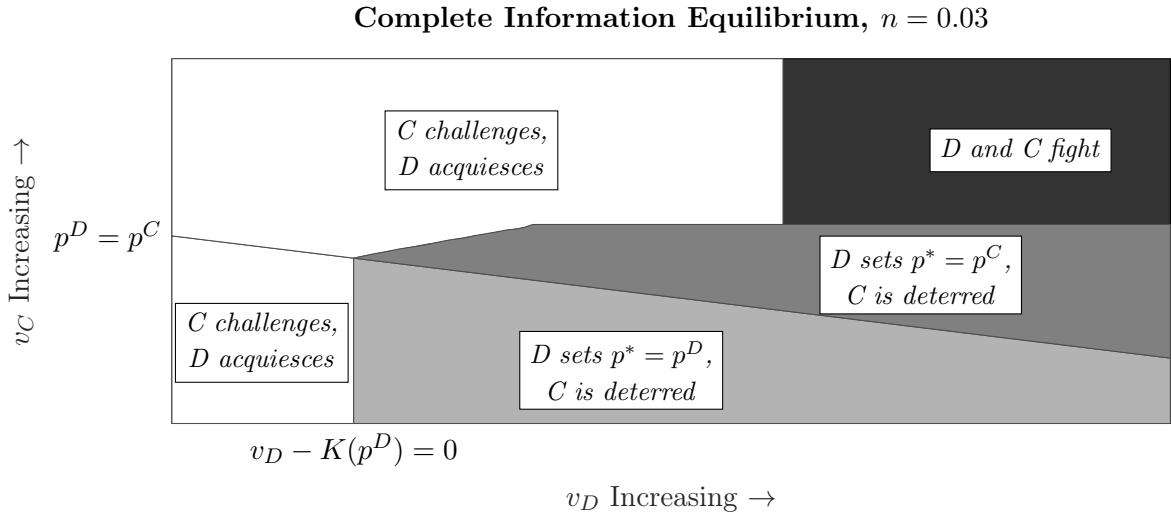 Complete Information Equilibrium, n = 0.03
C challenges,
D acquiesces
D and C fight
v_C Increasing →
p^D = p^C
D sets p* = p^C,
C is deterred
C challenges,
D acquiesces
D sets p* = p^D,
C is deterred
v_D − K(p^D) = 0
v_D Increasing →